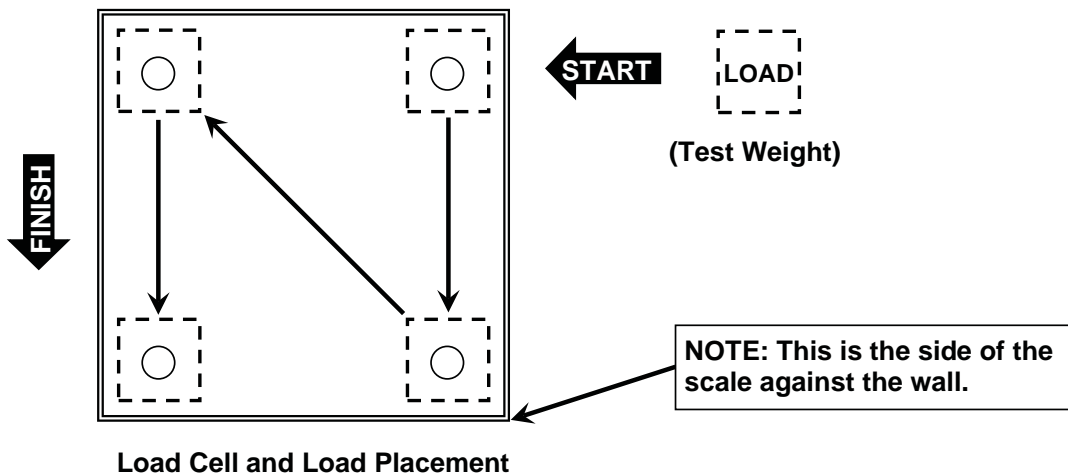 START
LOAD
(Test Weight)
FINISH
NOTE: This is the side of the
scale against the wall.
Load Cell and Load Placement